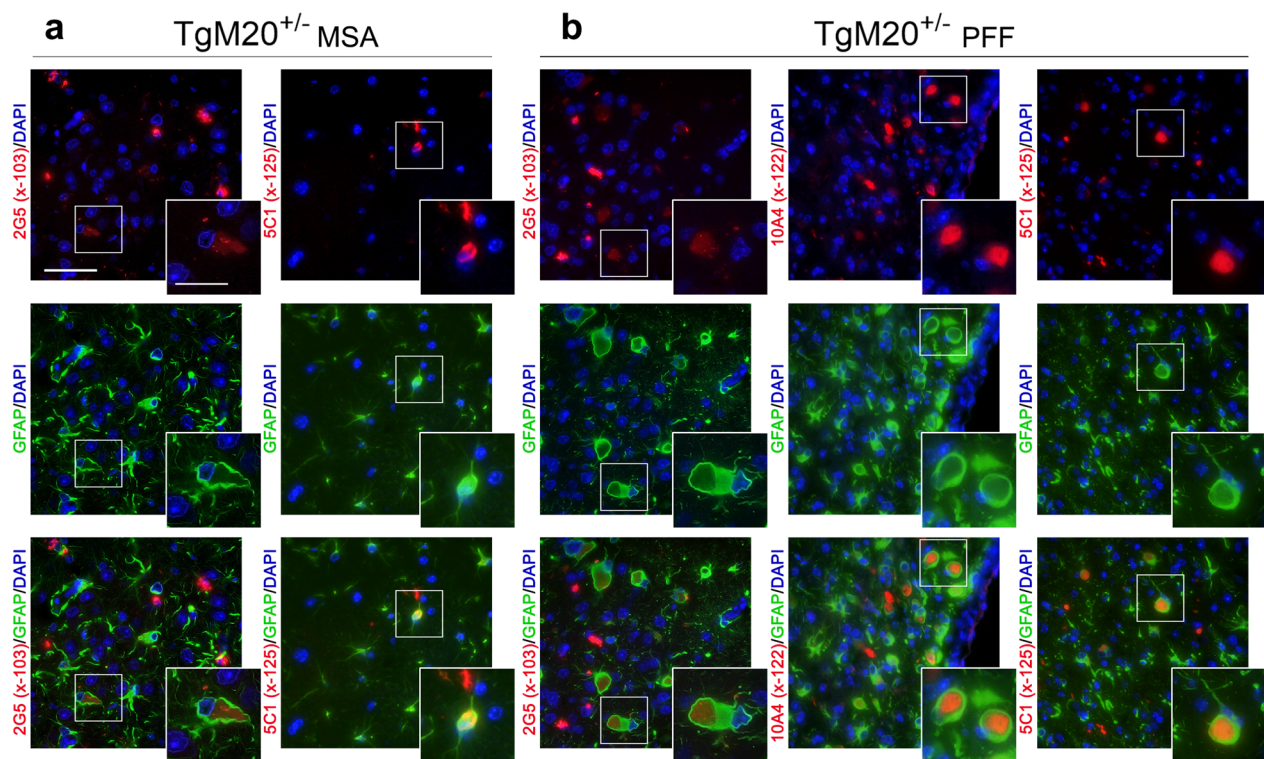 a
TgM20+/- MSA
b
TgM20+/- PFF
2G5 (x-103)/DAPI
5C1 (x-125)/DAPI
2G5 (x-103)/DAPI
10A4 (x-122)/DAPI
5C1 (x-125)/DAPI
GFAP/DAPI
GFAP/DAPI
GFAP/DAPI
GFAP/DAPI
GFAP/DAPI
2G5 (x-103)/GFAP/DAPI
5C1 (x-125)/GFAP/DAPI
2G5 (x-103)/GFAP/DAPI
10A4 (x-122)/GFAP/DAPI
5C1 (x-125)/GFAP/DAPI